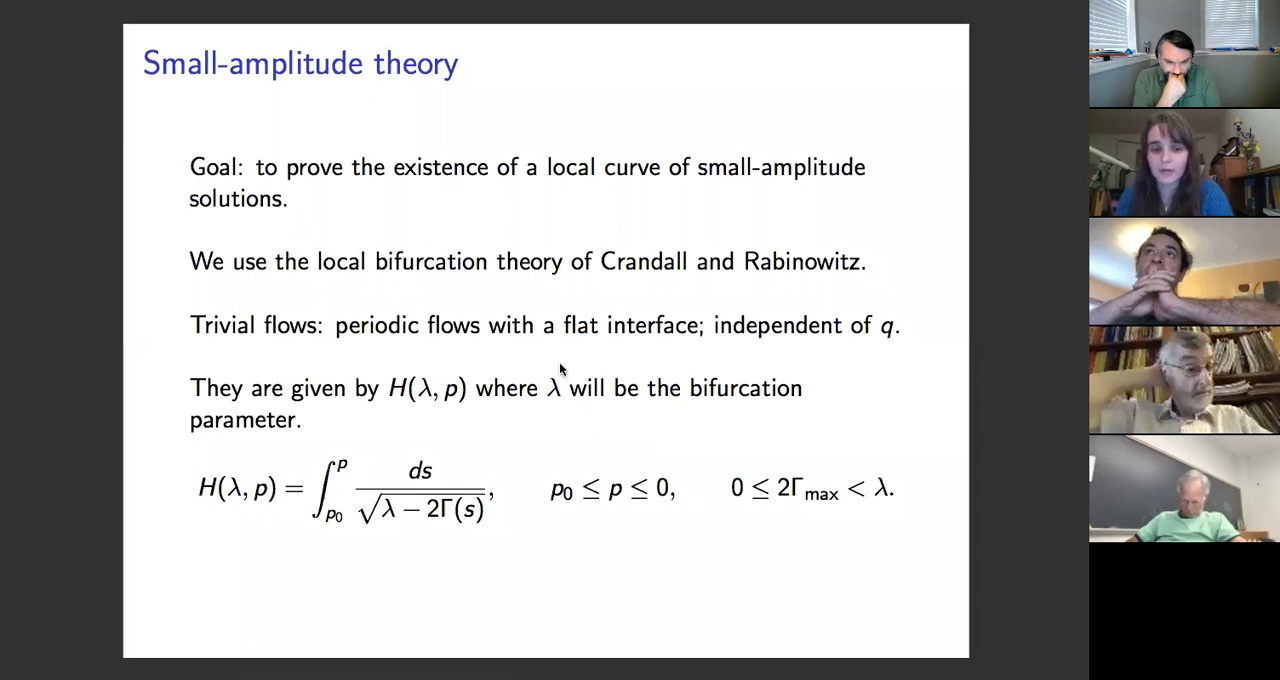 Small-amplitude theory
Goal: to prove the existence of a local curve of small-amplitude
solutions.
We use the local bifurcation theory of Crandall and Rabinowitz.
Trivial flows: periodic flows with a flat interface; independent of q.
They are given by H(λ, p) where λ will be the bifurcation
parameter.
H(λ, p) = ∫_{p₀}^{p} ds / √(λ − 2Γ(s)), p₀ ≤ p ≤ 0, 0 ≤ 2Γ_max < λ.